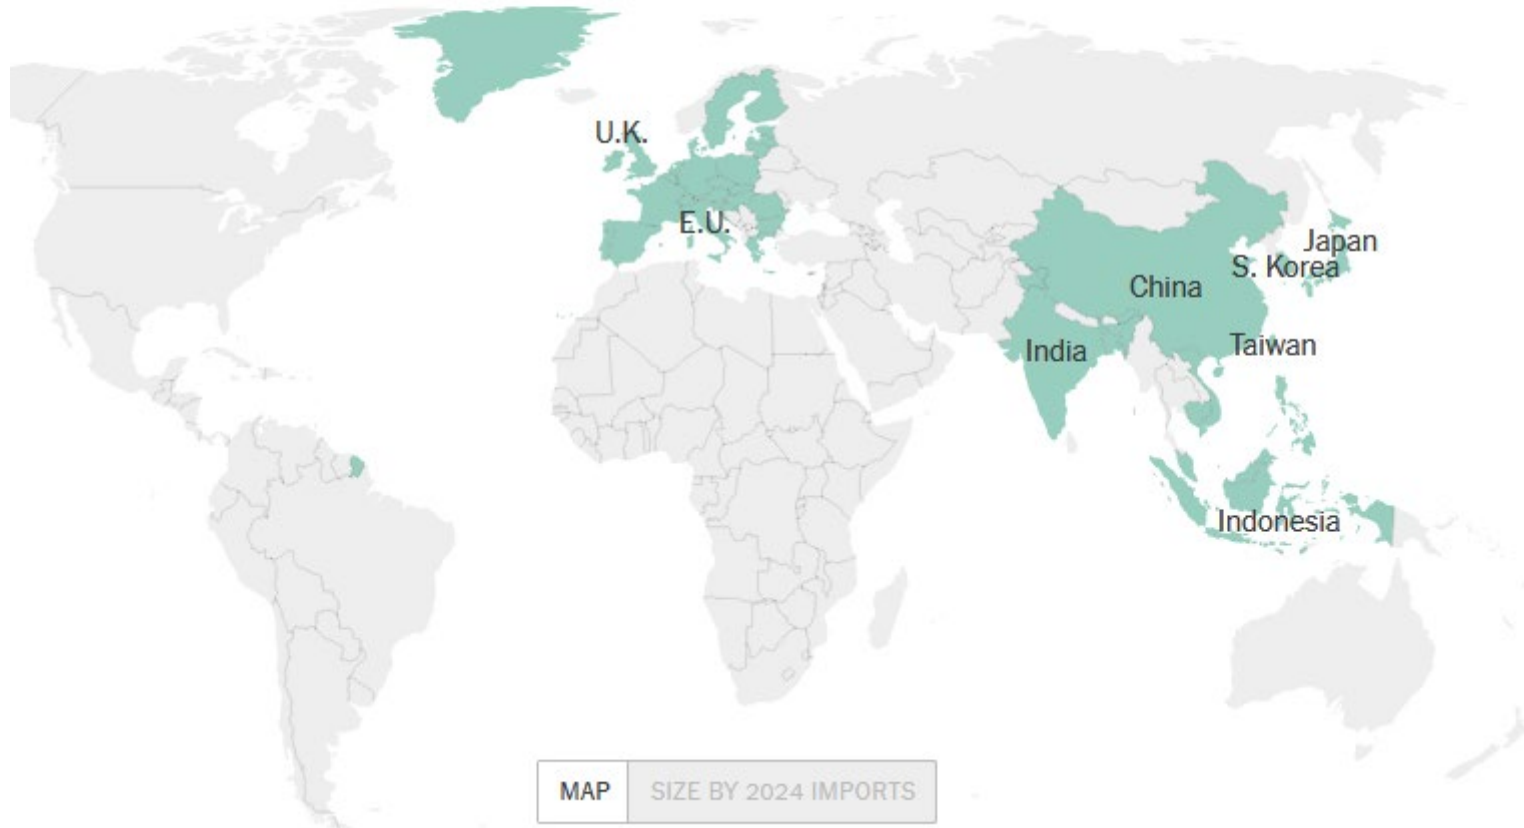 U.K.
E.U.
Japan
S. Korea
China
Taiwan
India
Indonesia
MAP
SIZE BY 2024 IMPORTS